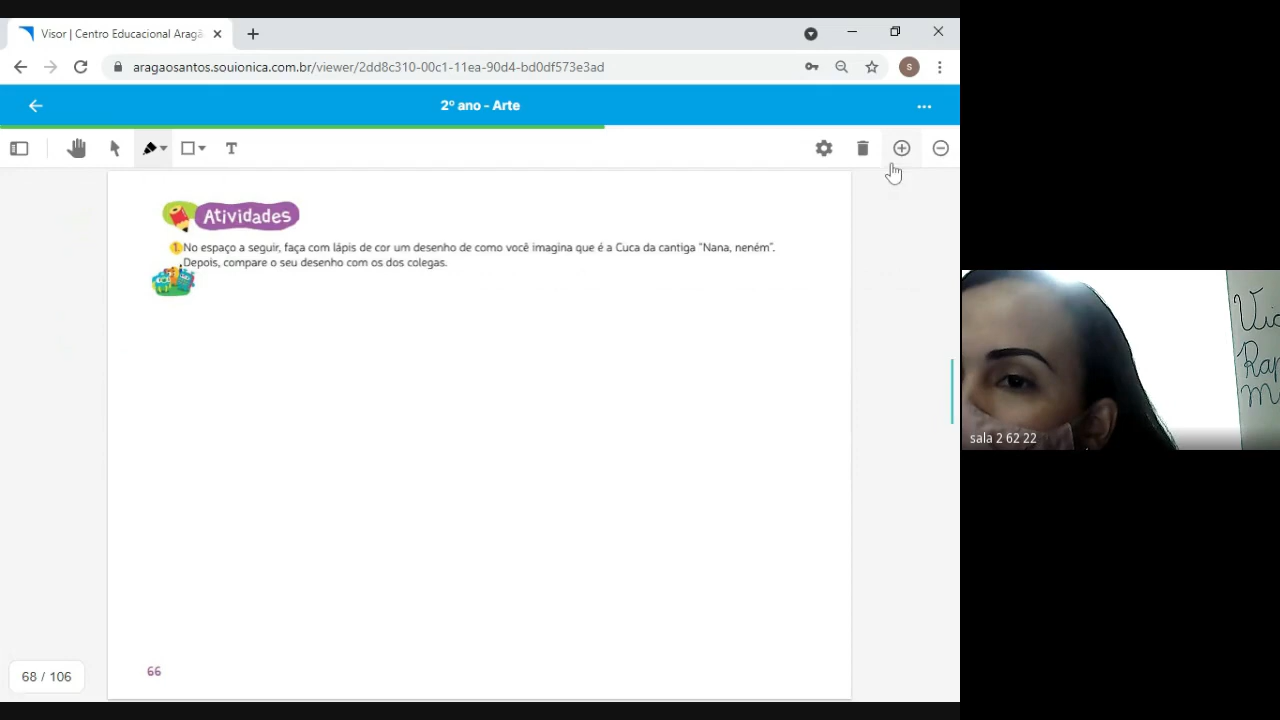 Visor | Centro Educacional Aragã
aragaosantos.souionica.com.br/viewer/2dd8c310-00c1-11ea-90d4-bd0df573e3ad
s
2º ano - Arte
T
Atividades
1. No espaço a seguir, faça com lápis de cor um desenho de como você imagina que é a Cuca da cantiga “Nana, neném”.
Depois, compare o seu desenho com os dos colegas.
66
68 / 106
sala 2 62 22